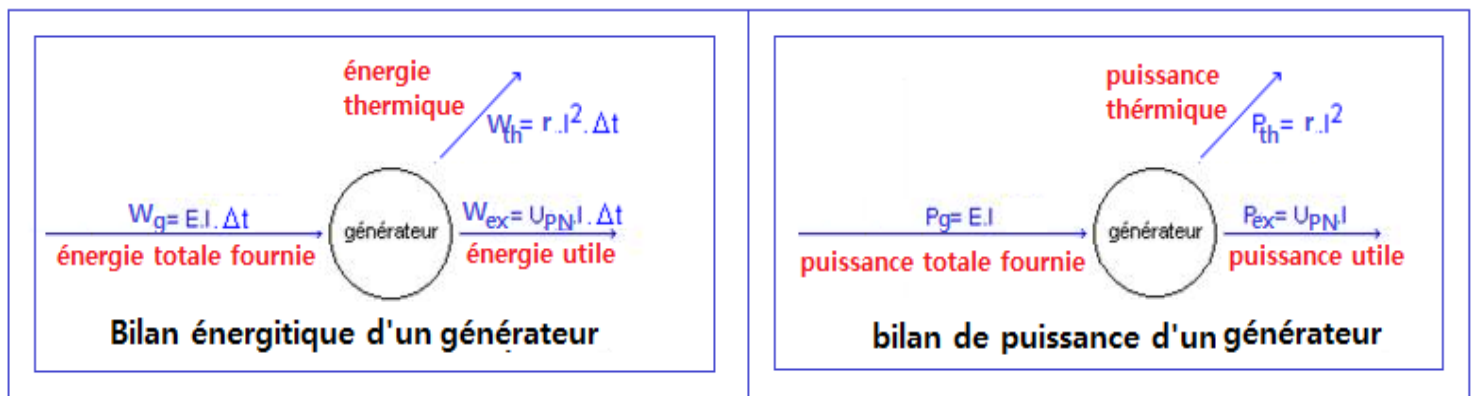 énergie
thermique
Wth= r..I².Δt
Wg= E.I.Δt
générateur
Wex= UPN.I.Δt
énergie totale fournie
énergie utile
Bilan énergitique d'un générateur
puissance
thérmique
Pth= r..I²
Pg= E.I
générateur
Pex= UPN.I
puissance totale fournie
puissance utile
bilan de puissance d'un générateur